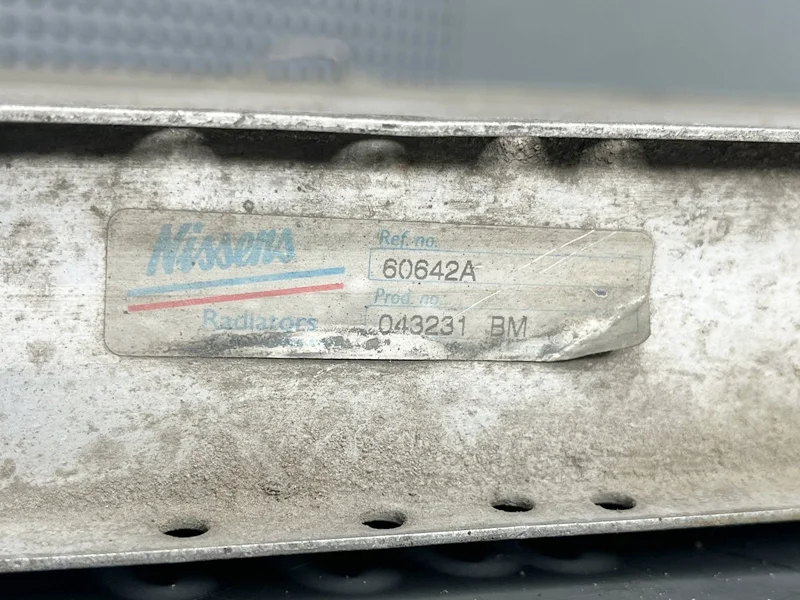 Nissens
Radiators
Ref. no.
60642A
Prod. no.
043231 BM